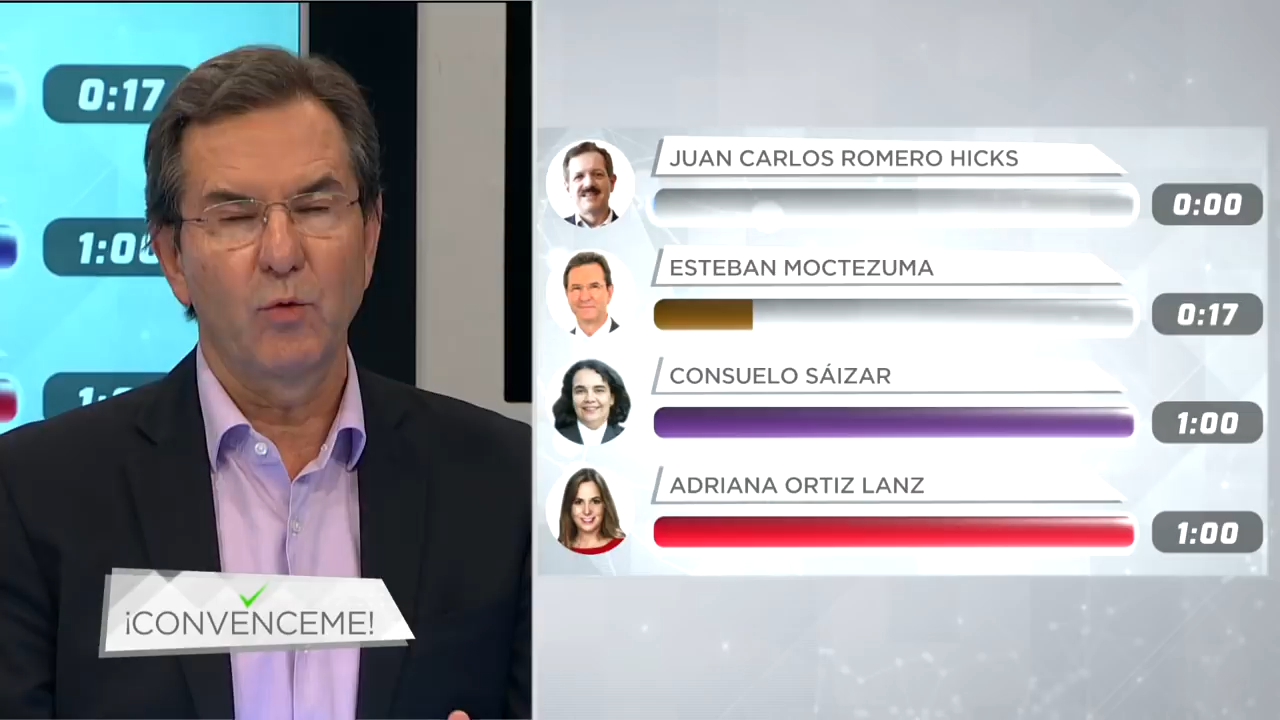 0:17
1:00
¡CONVENCEME!
JUAN CARLOS ROMERO HICKS
0:00
ESTEBAN MOCTEZUMA
0:17
CONSUELO SÁIZAR
1:00
ADRIANA ORTIZ LANZ
1:00